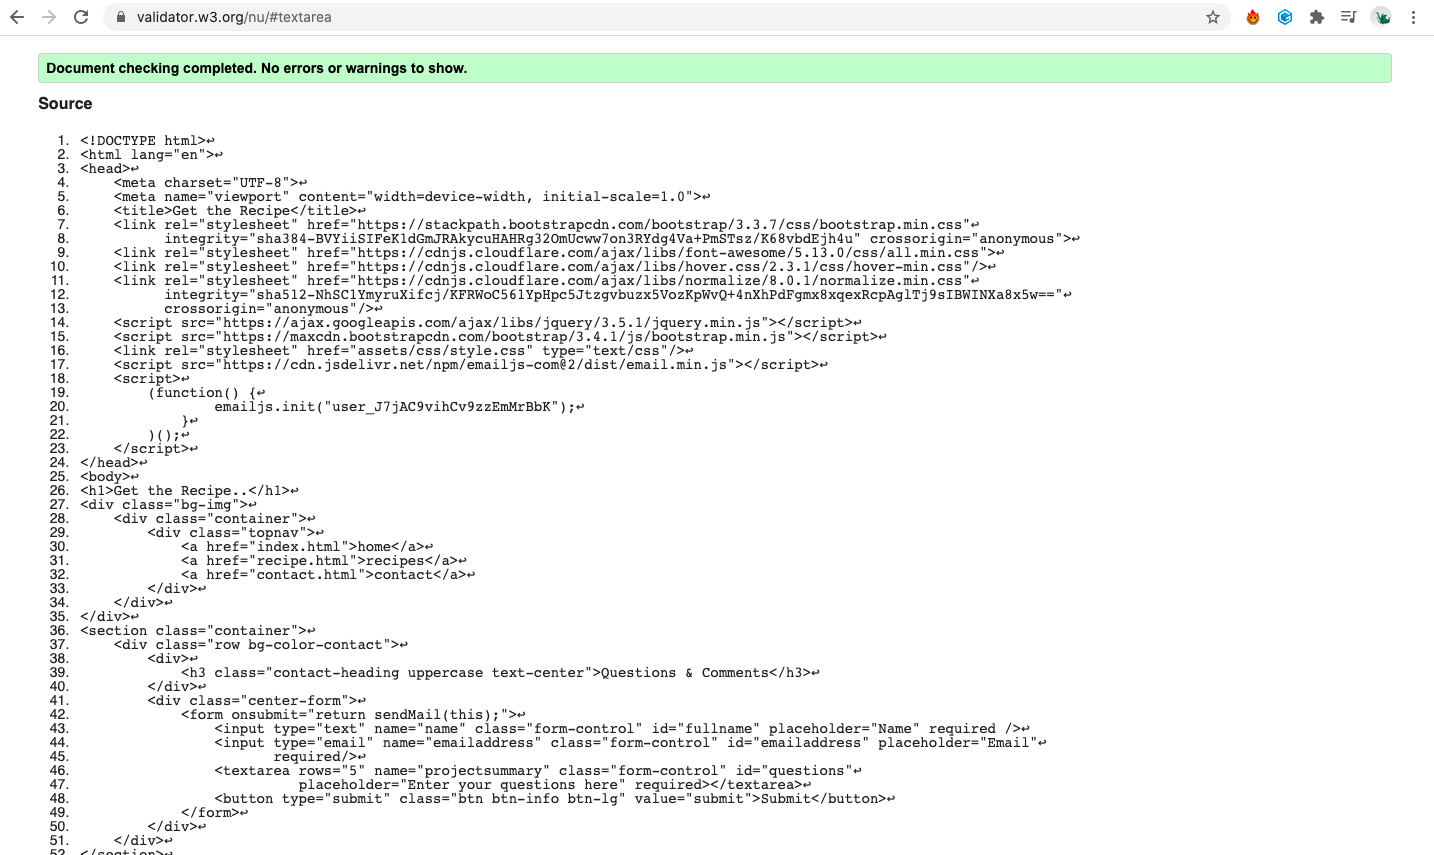 validator.w3.org/nu/#textarea
Document checking completed. No errors or warnings to show.
Source
1. <!DOCTYPE html>↩
2. <html lang="en">↩
3. <head>↩
4.     <meta charset="UTF-8">↩
5.     <meta name="viewport" content="width=device-width, initial-scale=1.0">↩
6.     <title>Get the Recipe</title>↩
7.     <link rel="stylesheet" href="https://stackpath.bootstrapcdn.com/bootstrap/3.3.7/css/bootstrap.min.css"↩
8.           integrity="sha384-BVYiiSIFeK1dGmJRAkycuHAHRg32OmUcww7on3RYdg4Va+PmSTsz/K68vbdEjh4u" crossorigin="anonymous">↩
9.     <link rel="stylesheet" href="https://cdnjs.cloudflare.com/ajax/libs/font-awesome/5.13.0/css/all.min.css">↩
10.     <link rel="stylesheet" href="https://cdnjs.cloudflare.com/ajax/libs/hover.css/2.3.1/css/hover-min.css"/>↩
11.     <link rel="stylesheet" href="https://cdnjs.cloudflare.com/ajax/libs/normalize/8.0.1/normalize.min.css"↩
12.           integrity="sha512-NhSC1YmyruXifcj/KFRWoC561YpHpc5Jtzgvbuzx5VozKpWvQ+4nXhPdFgmx8xqexRcpAglTj9sIBWINXa8x5w=="↩
13.           crossorigin="anonymous"/>↩
14.     <script src="https://ajax.googleapis.com/ajax/libs/jquery/3.5.1/jquery.min.js"></script>↩
15.     <script src="https://maxcdn.bootstrapcdn.com/bootstrap/3.4.1/js/bootstrap.min.js"></script>↩
16.     <link rel="stylesheet" href="assets/css/style.css" type="text/css"/>↩
17.     <script src="https://cdn.jsdelivr.net/npm/emailjs-com@2/dist/email.min.js"></script>↩
18.     <script>↩
19.         (function() {↩
20.                 emailjs.init("user_J7jAC9vihCv9zzEmMrBbK");↩
21.             }↩
22.         )();↩
23.     </script>↩
24. </head>↩
25. <body>↩
26. <h1>Get the Recipe..</h1>↩
27. <div class="bg-img">↩
28.     <div class="container">↩
29.         <div class="topnav">↩
30.             <a href="index.html">home</a>↩
31.             <a href="recipe.html">recipes</a>↩
32.             <a href="contact.html">contact</a>↩
33.         </div>↩
34.     </div>↩
35. </div>↩
36. <section class="container">↩
37.     <div class="row bg-color-contact">↩
38.         <div>↩
39.             <h3 class="contact-heading uppercase text-center">Questions & Comments</h3>↩
40.         </div>↩
41.         <div class="center-form">↩
42.             <form onsubmit="return sendMail(this);">↩
43.                 <input type="text" name="name" class="form-control" id="fullname" placeholder="Name" required />↩
44.                 <input type="email" name="emailaddress" class="form-control" id="emailaddress" placeholder="Email"↩
45.                        required/>↩
46.                 <textarea rows="5" name="projectsummary" class="form-control" id="questions"↩
47.                           placeholder="Enter your questions here" required></textarea>↩
48.                 <button type="submit" class="btn btn-info btn-lg" value="submit">Submit</button>↩
49.             </form>↩
50.         </div>↩
51.     </div>↩
52. </section>↩